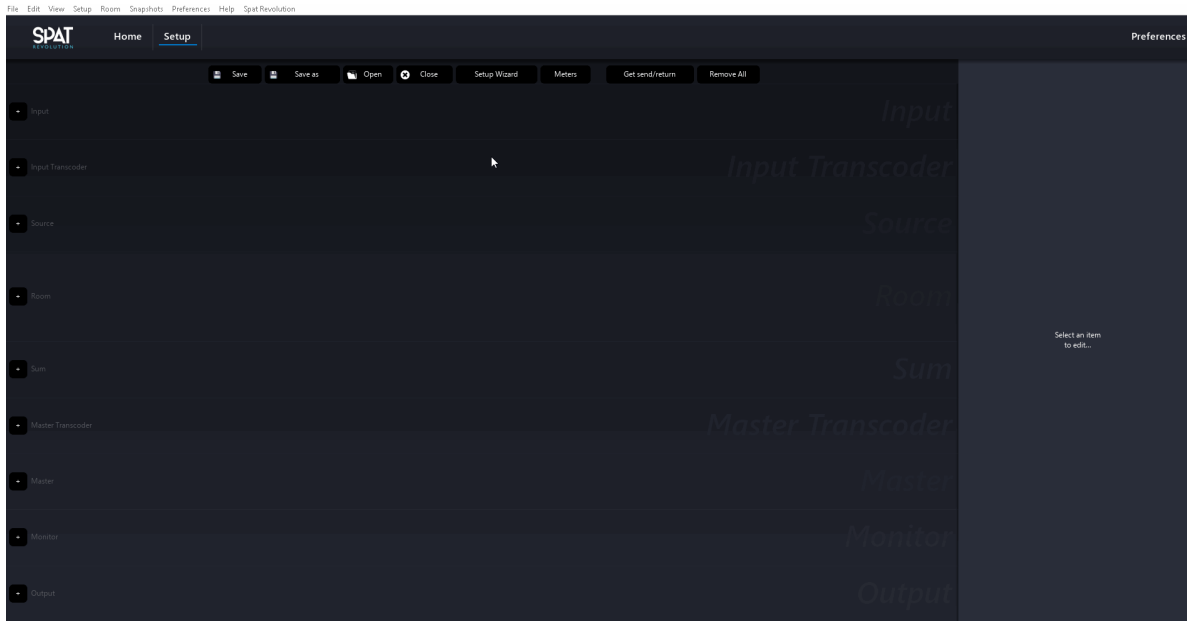 File Edit View Setup Room Snapshots Preferences Help Spat Revolution
SPAT
REVOLUTION
Home Setup
Preferences
Save Save as Open Close Setup Wizard Meters Get send/return Remove All
+ Input
Input
+ Input Transcoder
Input Transcoder
+ Source
Source
+ Room
Room
+ Sum
Sum
+ Master Transcoder
Master Transcoder
+ Master
Master
+ Monitor
Monitor
+ Output
Output
Select an item
to edit...